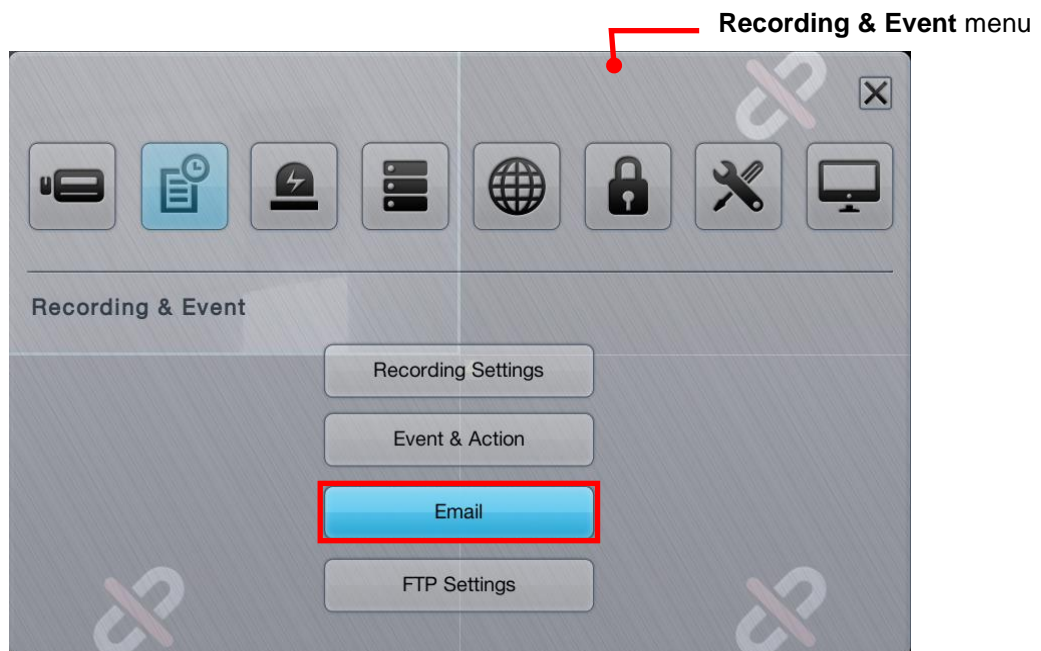 Recording & Event menu
Recording & Event
Recording Settings
Event & Action
Email
FTP Settings